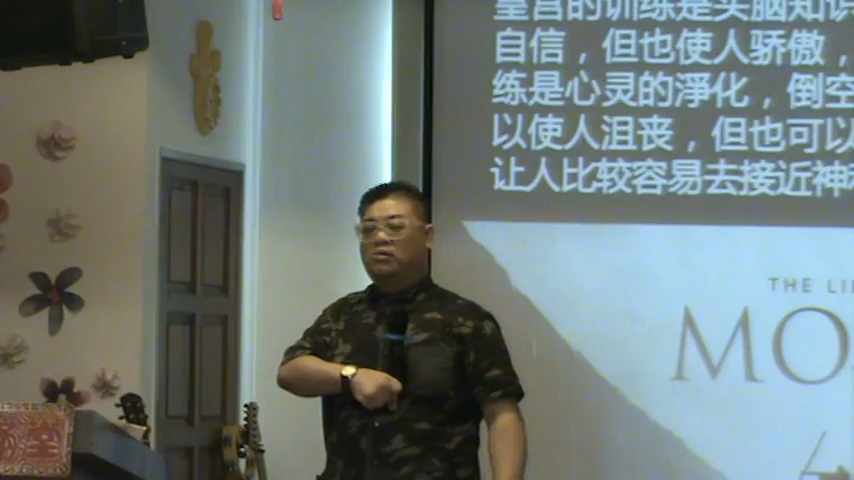 皇宫的训练是头脑知识
自信，但也使人骄傲，
练是心灵的淨化，倒空
以使人沮丧，但也可以
让人比较容易去接近神
THE LI
MO